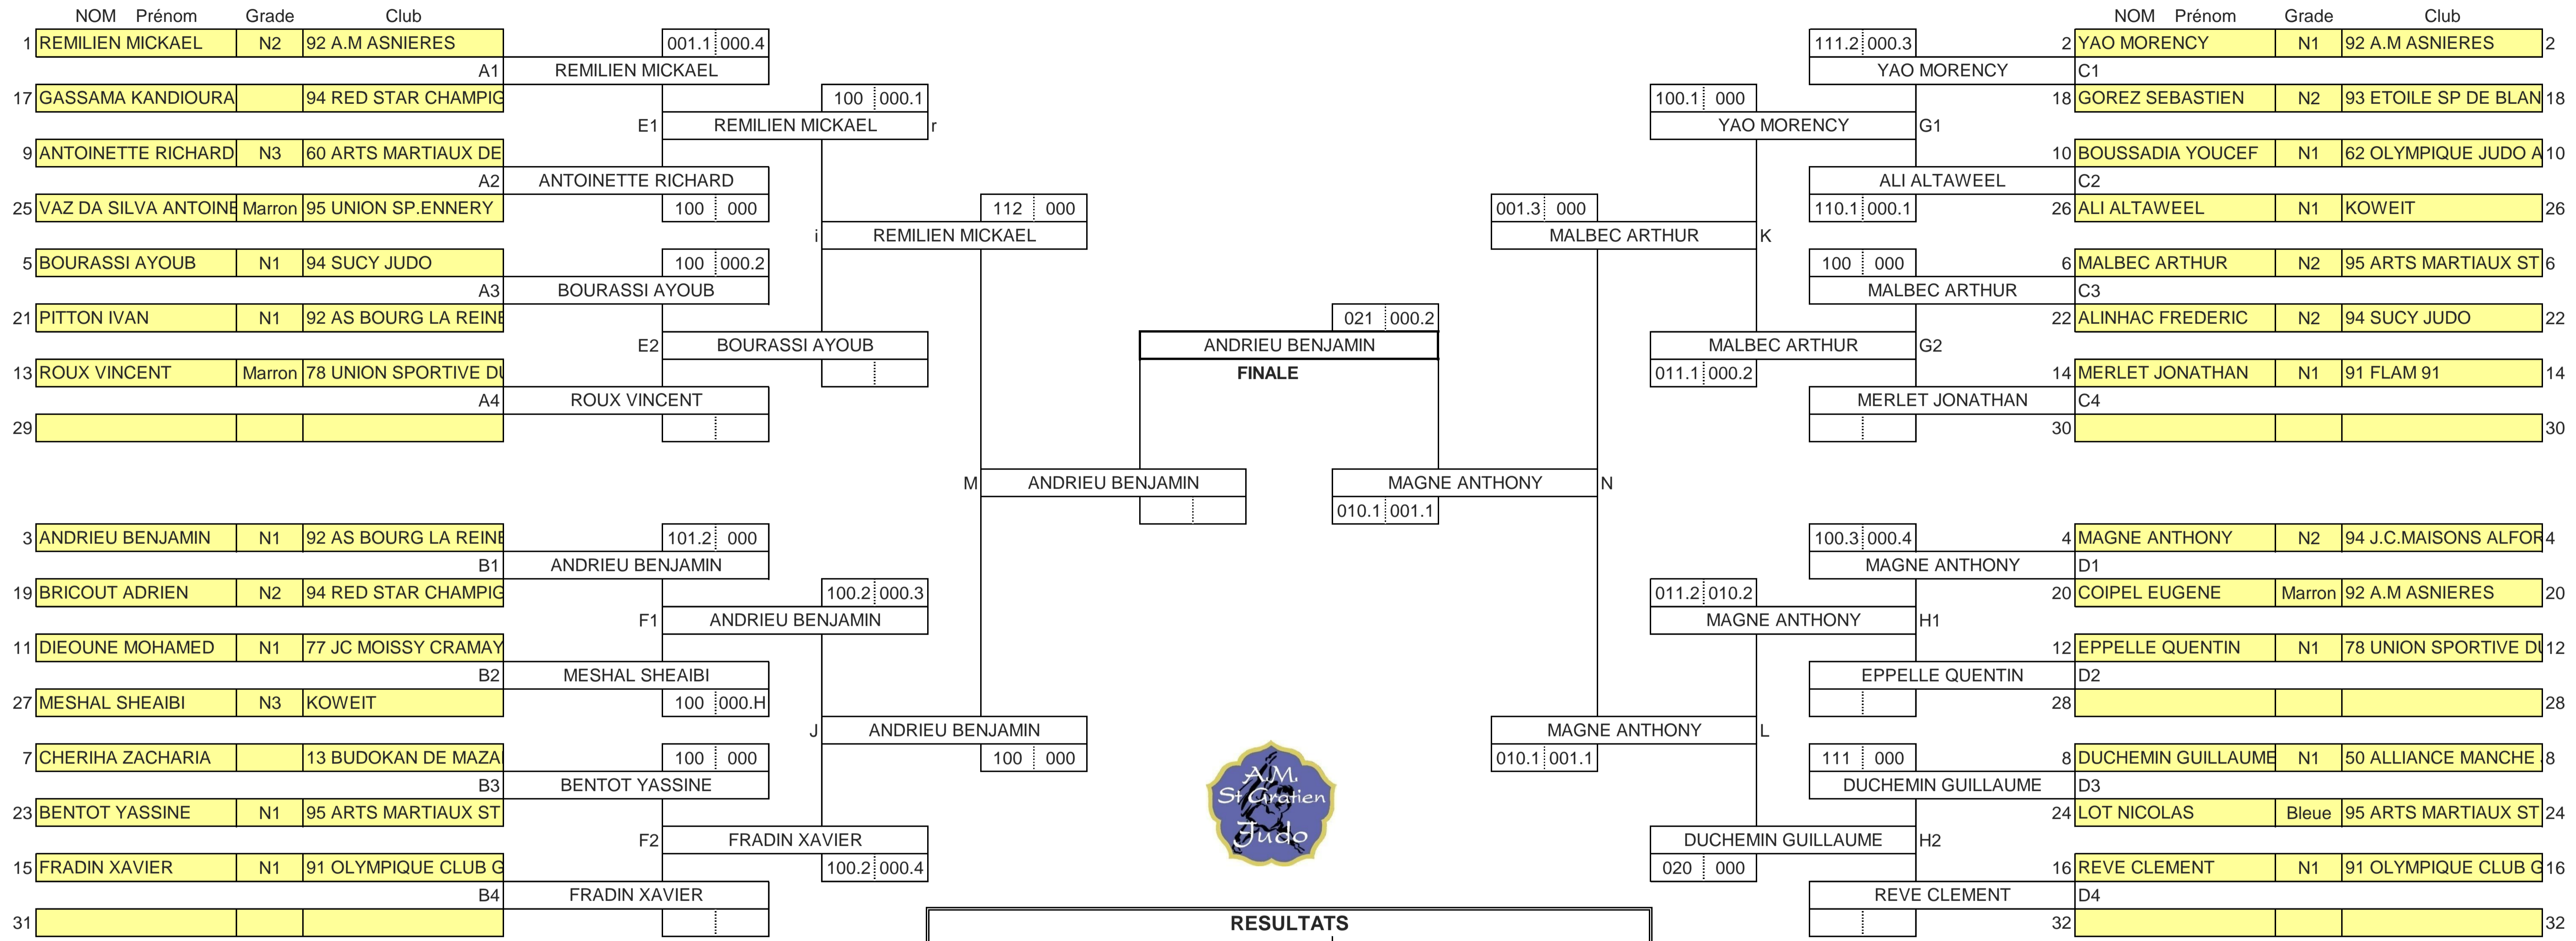 NOM Prénom Grade Club
NOM Prénom Grade Club
1 REMILIEN MICKAEL N2 92 A.M ASNIERES 001.1 000.4
111.2 000.3 2 YAO MORENCY N1 92 A.M ASNIERES 2
A1 REMILIEN MICKAEL
YAO MORENCY C1
17 GASSAMA KANDIOURA 94 RED STAR CHAMPIG 100 000.1
100.1 000 18 GOREZ SEBASTIEN N2 93 ETOILE SP DE BLAN 18
E1 REMILIEN MICKAEL r
YAO MORENCY G1
9 ANTOINETTE RICHARD N3 60 ARTS MARTIAUX DE
10 BOUSSADIA YOUCEF N1 62 OLYMPIQUE JUDO A 10
A2 ANTOINETTE RICHARD
ALI ALTAWEEL C2
25 VAZ DA SILVA ANTOINE Marron 95 UNION SP.ENNERY 100 000 112 000
001.3 000 110.1 000.1 26 ALI ALTAWEEL N1 KOWEIT 26
i REMILIEN MICKAEL
MALBEC ARTHUR K
5 BOURASSI AYOUB N1 94 SUCY JUDO 100 000.2
100 000 6 MALBEC ARTHUR N2 95 ARTS MARTIAUX ST 6
A3 BOURASSI AYOUB
MALBEC ARTHUR C3
21 PITTON IVAN N1 92 AS BOURG LA REINE
021 000.2
22 ALINHAC FREDERIC N2 94 SUCY JUDO 22
E2 BOURASSI AYOUB
ANDRIEU BENJAMIN
MALBEC ARTHUR G2
13 ROUX VINCENT Marron 78 UNION SPORTIVE DU
FINALE
011.1 000.2 14 MERLET JONATHAN N1 91 FLAM 91 14
A4 ROUX VINCENT
MERLET JONATHAN C4
29
30 30
M ANDRIEU BENJAMIN
MAGNE ANTHONY N
010.1 001.1
3 ANDRIEU BENJAMIN N1 92 AS BOURG LA REINE 101.2 000
100.3 000.4 4 MAGNE ANTHONY N2 94 J.C.MAISONS ALFOR 4
B1 ANDRIEU BENJAMIN
MAGNE ANTHONY D1
19 BRICOUT ADRIEN N2 94 RED STAR CHAMPIG 100.2 000.3
011.2 010.2 20 COIPEL EUGENE Marron 92 A.M ASNIERES 20
F1 ANDRIEU BENJAMIN
MAGNE ANTHONY H1
11 DIEOUNE MOHAMED N1 77 JC MOISSY CRAMAY
12 EPPELLE QUENTIN N1 78 UNION SPORTIVE DU 12
B2 MESHAL SHEAIBI
EPPELLE QUENTIN D2
27 MESHAL SHEAIBI N3 KOWEIT 100 000.H
28 28
J ANDRIEU BENJAMIN
MAGNE ANTHONY L
7 CHERIHA ZACHARIA 13 BUDOKAN DE MAZA 100 000 100 000
010.1 001.1 111 000 8 DUCHEMIN GUILLAUME N1 50 ALLIANCE MANCHE 8
B3 BENTOT YASSINE
A.M.
St Gratien
Judo
DUCHEMIN GUILLAUME D3
23 BENTOT YASSINE N1 95 ARTS MARTIAUX ST
24 LOT NICOLAS Bleue 95 ARTS MARTIAUX ST 24
F2 FRADIN XAVIER
DUCHEMIN GUILLAUME H2
15 FRADIN XAVIER N1 91 OLYMPIQUE CLUB G 100.2 000.4
020 000 16 REVE CLEMENT N1 91 OLYMPIQUE CLUB G 16
B4 FRADIN XAVIER
REVE CLEMENT D4
31
RESULTATS
32 32